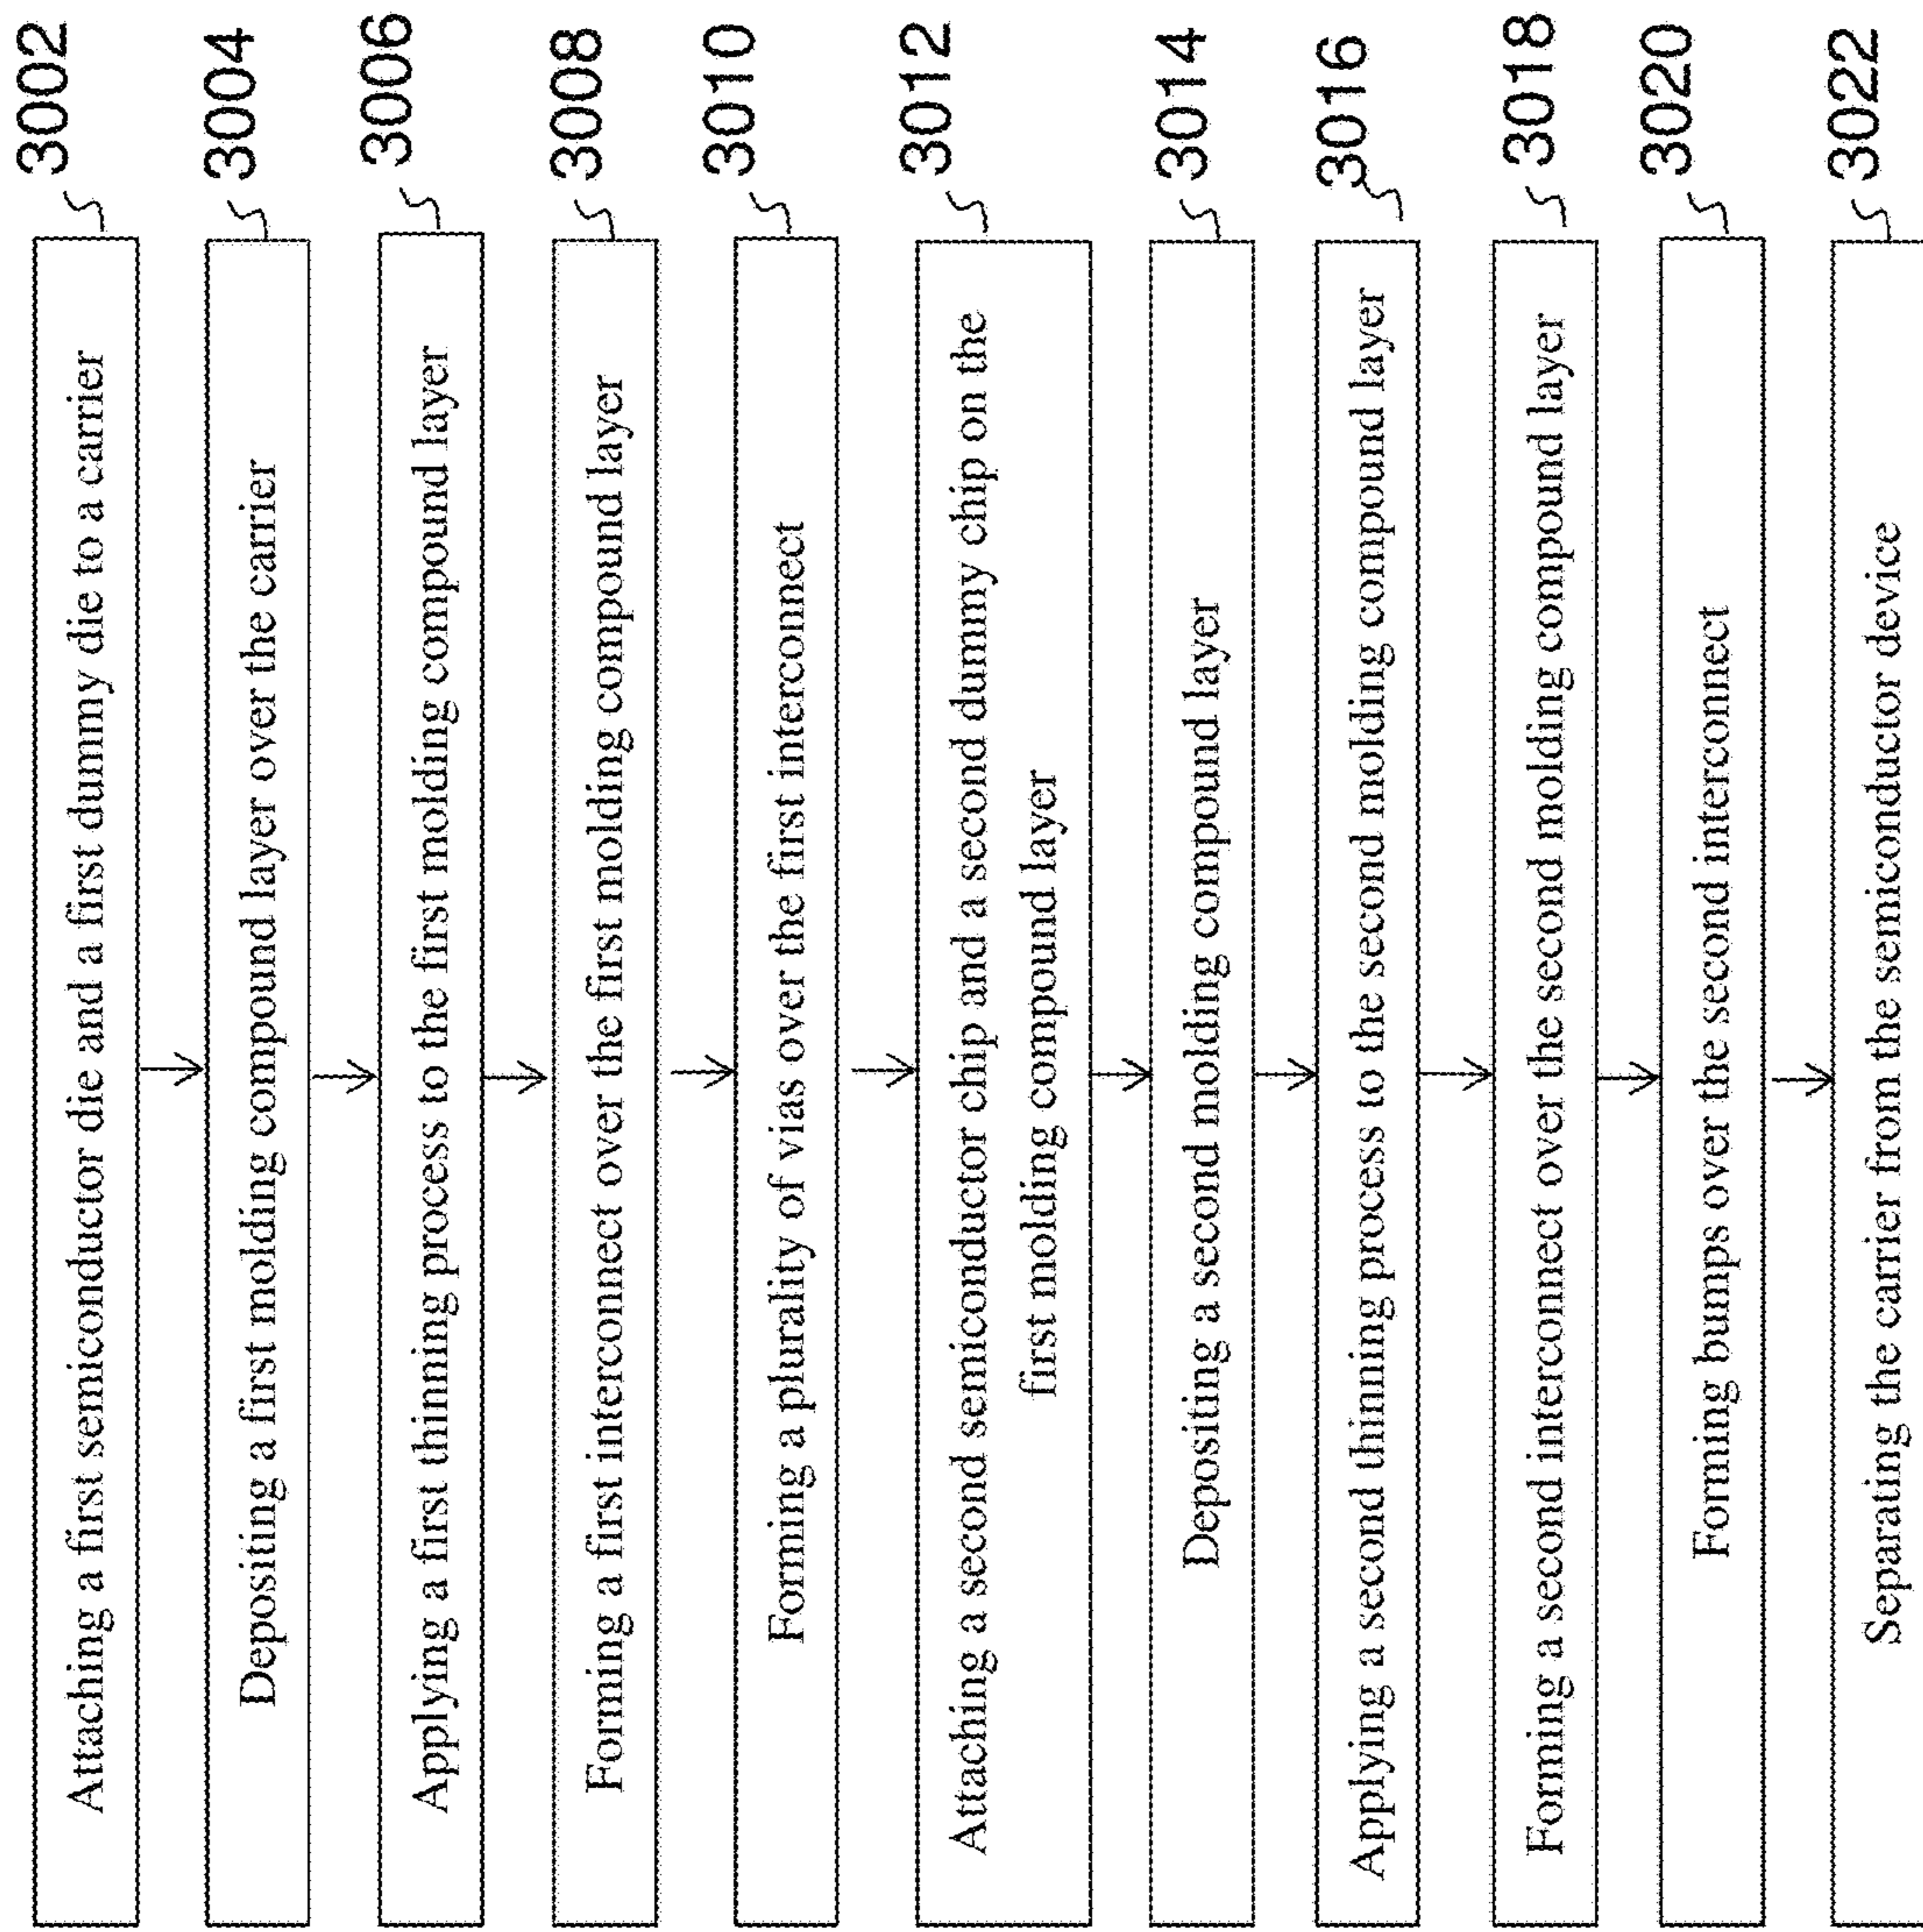 3002
Attaching a first semiconductor die and a first dummy die to a carrier
3004
Depositing a first molding compound layer over the carrier
3006
Applying a first thinning process to the first molding compound layer
3008
Forming a first interconnect over the first molding compound layer
3010
Forming a plurality of vias over the first interconnect
3012
Attaching a second semiconductor chip and a second dummy chip on the
first molding compound layer
3014
Depositing a second molding compound layer
3016
Applying a second thinning process to the second molding compound layer
3018
Forming a second interconnect over the second molding compound layer
3020
Forming bumps over the second interconnect
3022
Separating the carrier from the semiconductor device